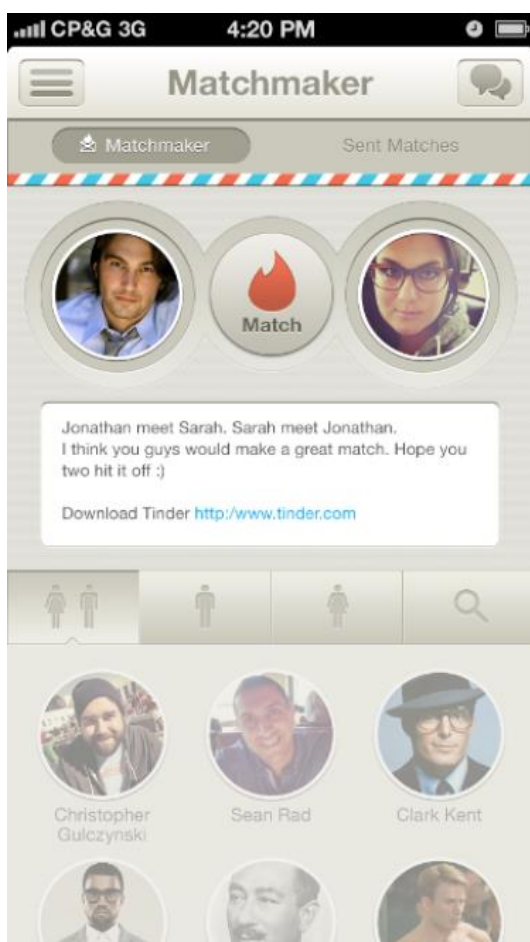 CP&G 3G 4:20 PM
Matchmaker
Matchmaker Sent Matches
Match
Jonathan meet Sarah. Sarah meet Jonathan.
I think you guys would make a great match. Hope you
two hit it off :)
Download Tinder http:/www.tinder.com
Christopher
Gulczynski
Sean Rad
Clark Kent